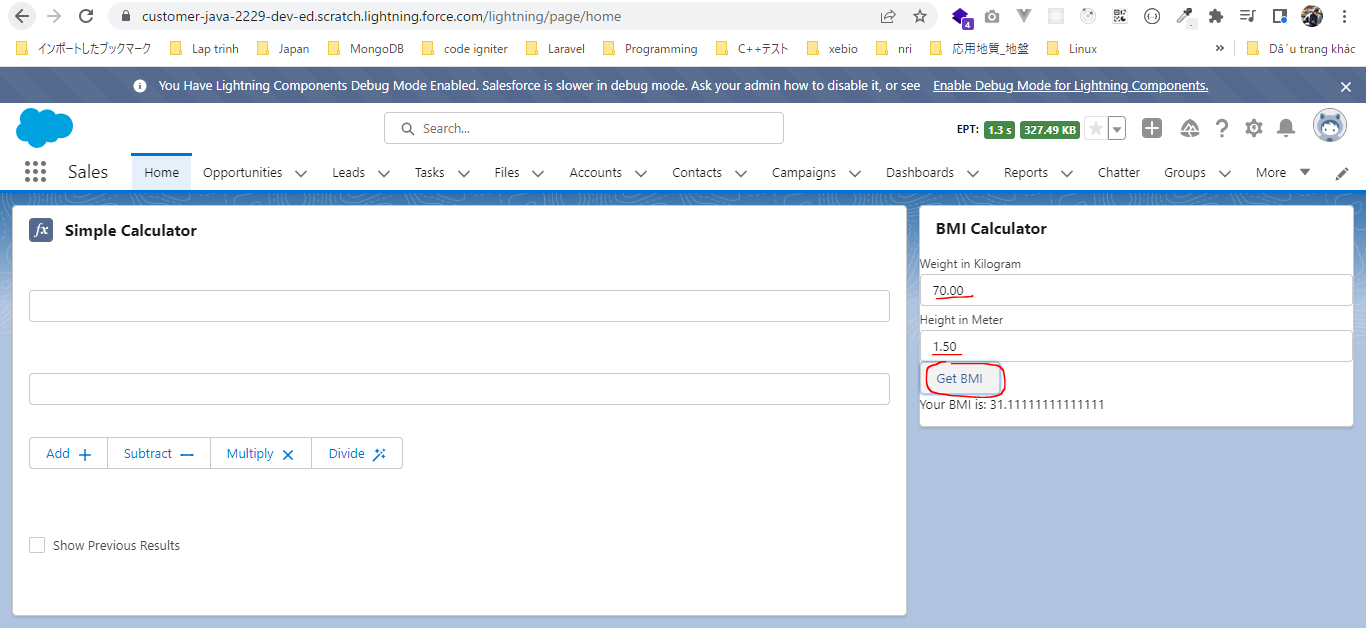 customer-java-2229-dev-ed.scratch.lightning.force.com/lightning/page/home
4
インポートしたブックマーク Lap trinh Japan MongoDB code igniter Laravel Programming C++テスト xebio nri 応用地質_地盤 Linux » Dấu trang khác
You Have Lightning Components Debug Mode Enabled. Salesforce is slower in debug mode. Ask your admin how to disable it, or see Enable Debug Mode for Lightning Components.
Search...
EPT: 1.3 s 327.49 KB
Sales Home Opportunities Leads Tasks Files Accounts Contacts Campaigns Dashboards Reports Chatter Groups More
fx Simple Calculator
Add Subtract Multiply Divide
Show Previous Results
BMI Calculator
Weight in Kilogram
70.00
Height in Meter
1.50
Get BMI
Your BMI is: 31.11111111111111